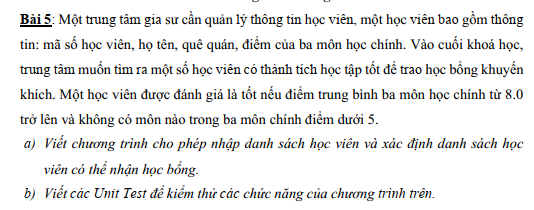 Bài 5: Một trung tâm gia sư cần quản lý thông tin học viên, một học viên bao gồm thông
tin: mã số học viên, họ tên, quê quán, điểm của ba môn học chính. Vào cuối khoá học,
trung tâm muốn tìm ra một số học viên có thành tích học tập tốt để trao học bổng khuyến
khích. Một học viên được đánh giá là tốt nếu điểm trung bình ba môn học chính từ 8.0
trở lên và không có môn nào trong ba môn chính điểm dưới 5.
a) Viết chương trình cho phép nhập danh sách học viên và xác định danh sách học
viên có thể nhận học bổng.
b) Viết các Unit Test để kiểm thử các chức năng của chương trình trên.